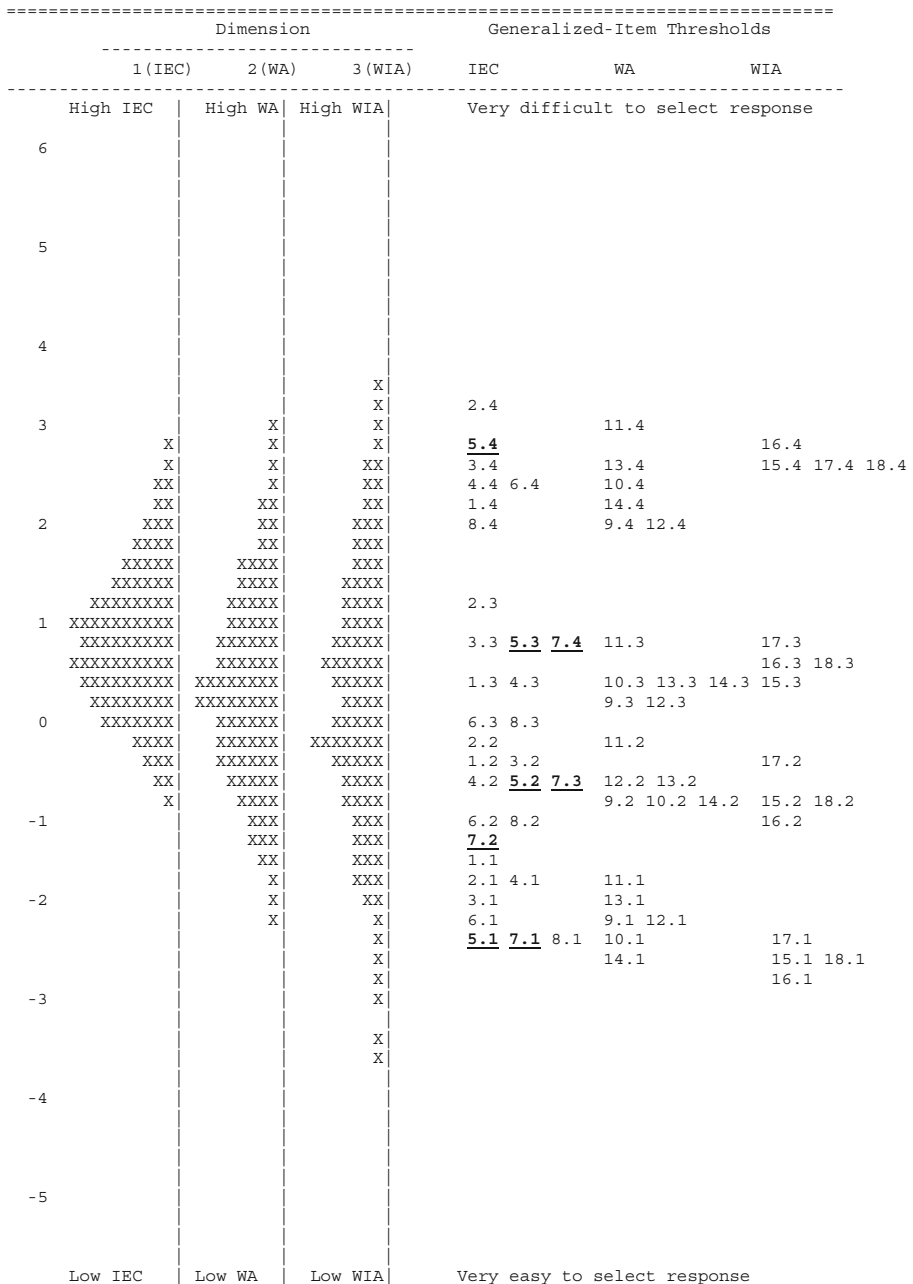 ===============================================================================
Dimension Generalized-Item Thresholds
------------------------------
1(IEC) 2(WA) 3(WIA) IEC WA WIA
--------------------------------------------------------------------------------
High IEC | High WA| High WIA| Very difficult to select response
| | |
6 | | |
| | |
| | |
| | |
| | |
5 | | |
| | |
| | |
| | |
| | |
4 | | |
| | |
| | X|
| | X| 2.4
3 | X| X| 11.4
X| X| X| 5.4 16.4
X| X| XX| 3.4 13.4 15.4 17.4 18.4
XX| X| XX| 4.4 6.4 10.4
XX| XX| XX| 1.4 14.4
2 XXX| XX| XXX| 8.4 9.4 12.4
XXXX| XX| XXX|
XXXXX| XXXX| XXX|
XXXXXX| XXXX| XXXX|
XXXXXXXX| XXXXX| XXXX| 2.3
1 XXXXXXXXXX| XXXXX| XXXX|
XXXXXXXXX| XXXXXX| XXXXX| 3.3 5.3 7.4 11.3 17.3
XXXXXXXXXX| XXXXXX| XXXXXX| 16.3 18.3
XXXXXXXXX| XXXXXXXX| XXXXX| 1.3 4.3 10.3 13.3 14.3 15.3
XXXXXXXX| XXXXXXXX| XXXX| 9.3 12.3
0 XXXXXXX| XXXXXX| XXXXX| 6.3 8.3
XXXX| XXXXXX| XXXXXXX| 2.2 11.2
XXX| XXXXXX| XXXXX| 1.2 3.2 17.2
XX| XXXXX| XXXX| 4.2 5.2 7.3 12.2 13.2
X| XXXX| XXXX| 9.2 10.2 14.2 15.2 18.2
-1 | XXX| XXX| 6.2 8.2 16.2
| XXX| XXX| 7.2
| XX| XXX| 1.1
| X| XXX| 2.1 4.1 11.1
-2 | X| XX| 3.1 13.1
| X| X| 6.1 9.1 12.1
| | X| 5.1 7.1 8.1 10.1 17.1
| | X| 14.1 15.1 18.1
| | X| 16.1
-3 | | X|
| | |
| | X|
| | X|
| | |
-4 | | |
| | |
| | |
| | |
| | |
-5 | | |
| | |
| | |
| | |
Low IEC | Low WA | Low WIA| Very easy to select response